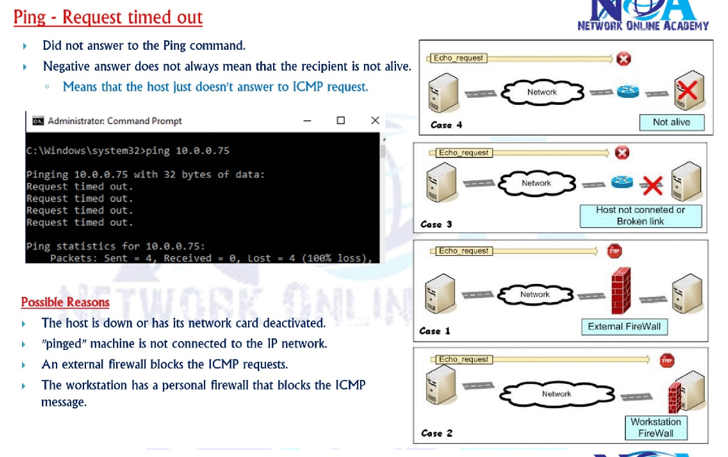 Ping - Request timed out
NOA
NETWORK ONLINE ACADEMY
Did not answer to the Ping command.
Negative answer does not always mean that the recipient is not alive.
Means that the host just doesn't answer to ICMP request.
Administrator: Command Prompt
C:\Windows\system32>ping 10.0.0.75
Pinging 10.0.0.75 with 32 bytes of data:
Request timed out.
Request timed out.
Request timed out.
Request timed out.
Ping statistics for 10.0.0.75:
Packets: Sent = 4, Received = 0, Lost = 4 (100% loss),
Possible Reasons
The host is down or has its network card deactivated.
"pinged" machine is not connected to the IP network.
An external firewall blocks the ICMP requests.
The workstation has a personal firewall that blocks the ICMP
message.
Echo_request
Network
Case 4
Not alive
Echo_request
Network
Case 3
Host not conneted or
Broken link
Echo_request
STOP
Network
Case 1
External FireWall
Echo_request
STOP
Network
Case 2
Workstation
FireWall
NETWORK ONLIN